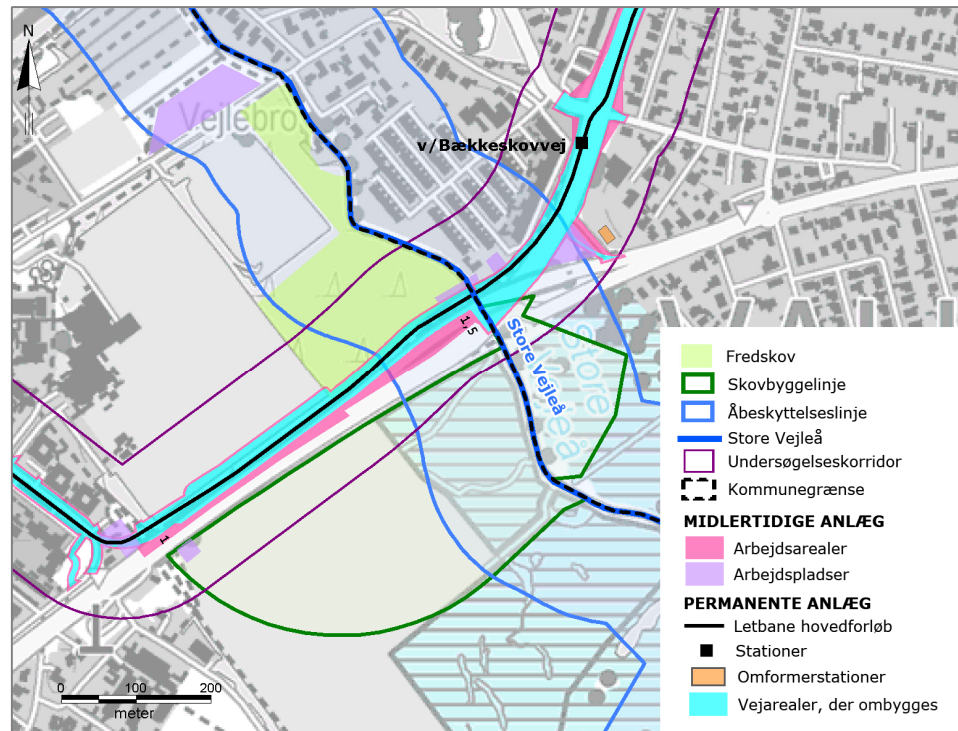 N
Vejlebro
v/Bækkeskovvej
1, 5
Store Vejleå
Store
Vejleå
1
0 100 200
meter
Fredskov
Skovbyggelinje
Åbeskyttelseslinje
Store Vejleå
Undersøgelseskorridor
Kommunegrænse
MIDLERTIDIGE ANLÆG
Arbejdsarealer
Arbejdspladser
PERMANENTE ANLÆG
Letbane hovedforløb
Stationer
Omformerstationer
Vejarealer, der ombygges